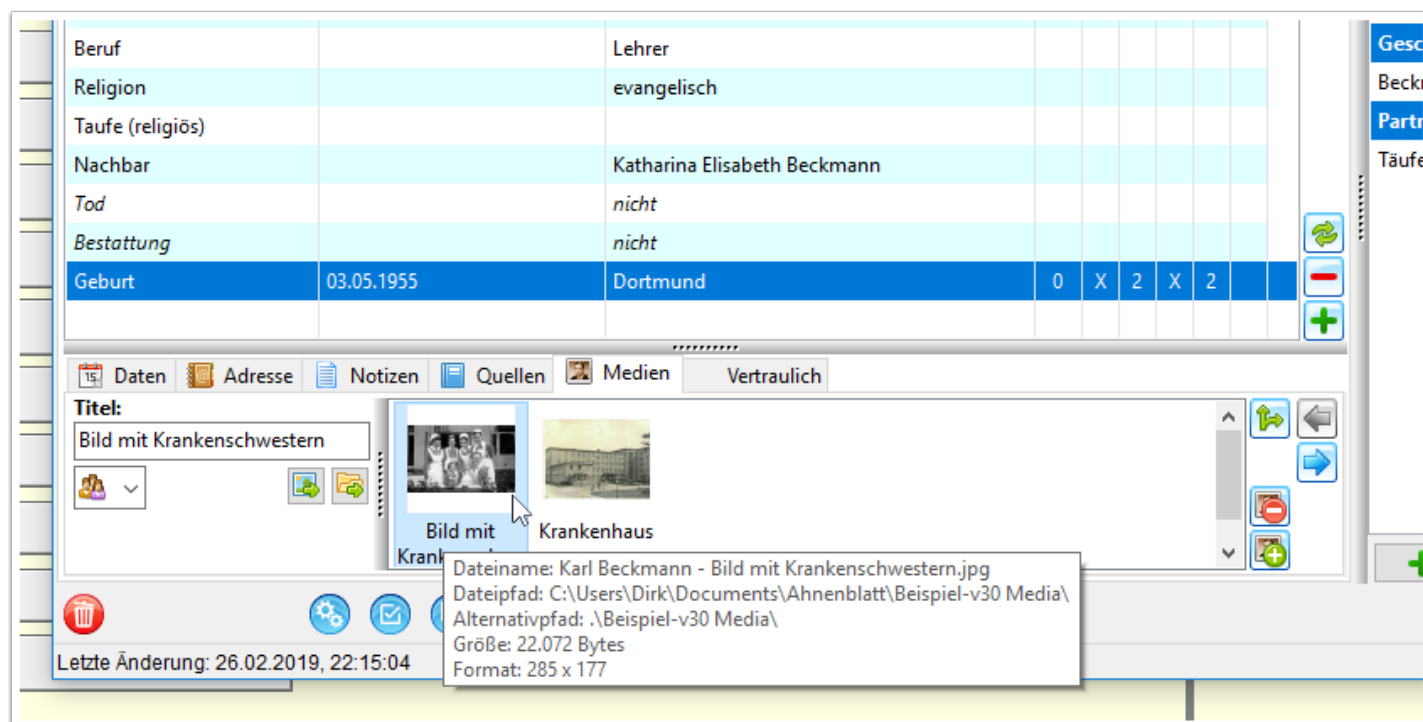 Beruf Lehrer
Religion evangelisch
Taufe (religiös)
Nachbar Katharina Elisabeth Beckmann
Tod nicht
Bestattung nicht
Geburt 03.05.1955 Dortmund 0 X 2 X 2
Gesc
Beck
Partn
Täufe
15 Daten Adresse Notizen Quellen Medien Vertraulich
Titel:
Bild mit Krankenschwestern
Bild mit
Krankenhaus
Dateiname: Karl Beckmann - Bild mit Krankenschwestern.jpg
Dateipfad: C:\Users\Dirk\Documents\Ahnenblatt\Beispiel-v30 Media\
Alternativpfad: .\Beispiel-v30 Media\
Größe: 22.072 Bytes
Format: 285 x 177
Letzte Änderung: 26.02.2019, 22:15:04